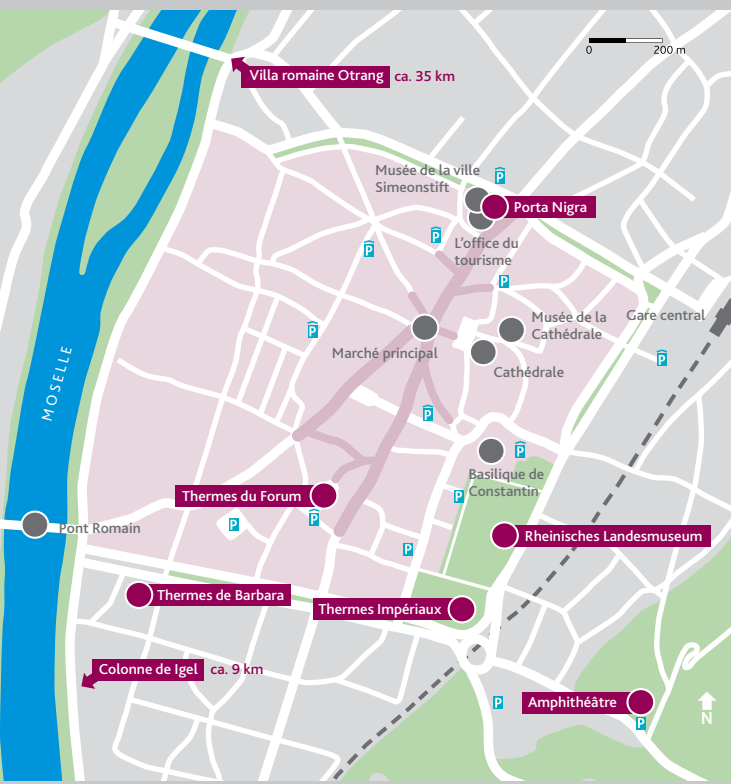 0 200 m
Villa romaine Otrang ca. 35 km
Musée de la ville
Simeonstift
P
Porta Nigra
P
P
L'office du
tourisme
P
Musée de la
Cathédrale
Gare central
P
Marché principal
P
Cathédrale
MOSELLE
P
P
Basilique de
Constantin
Thermes du Forum
P
P
P
Pont Romain
Rheinisches Landesmuseum
P
Thermes de Barbara
Thermes Impériaux
Colonne de Igel ca. 9 km
P
Amphithéâtre
P
N